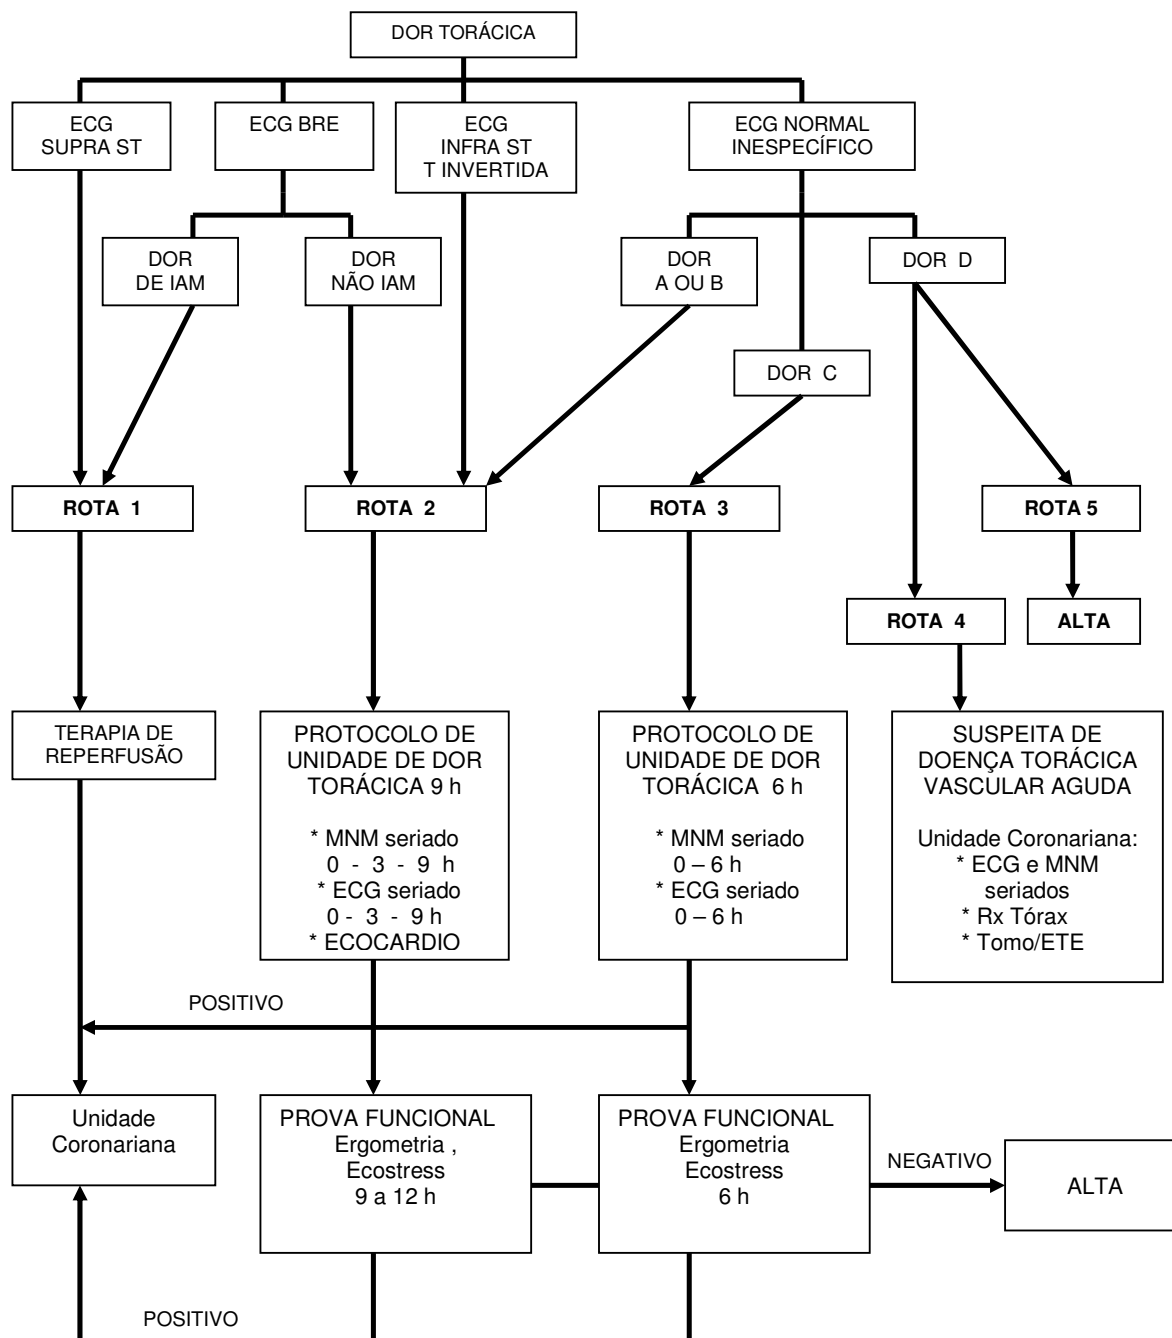 DOR TORÁCICA
ECG
SUPRA ST
ECG BRE
ECG
INFRA ST
T INVERTIDA
ECG NORMAL
INESPECÍFICO
DOR
DE IAM
DOR
NÃO IAM
DOR
A OU B
DOR D
DOR C
ROTA 1
ROTA 2
ROTA 3
ROTA 5
ROTA 4
ALTA
TERAPIA DE
REPERFUSÃO
PROTOCOLO DE
UNIDADE DE DOR
TORÁCICA 9 h
* MNM seriado
0 - 3 - 9 h
* ECG seriado
0 - 3 - 9 h
* ECOCARDIO
PROTOCOLO DE
UNIDADE DE DOR
TORÁCICA 6 h
* MNM seriado
0 – 6 h
* ECG seriado
0 – 6 h
SUSPEITA DE
DOENÇA TORÁCICA
VASCULAR AGUDA
Unidade Coronariana:
* ECG e MNM
seriados
* Rx Tórax
* Tomo/ETE
POSITIVO
Unidade
Coronariana
PROVA FUNCIONAL
Ergometria ,
Ecostress
9 a 12 h
PROVA FUNCIONAL
Ergometria
Ecostress
6 h
NEGATIVO
ALTA
POSITIVO